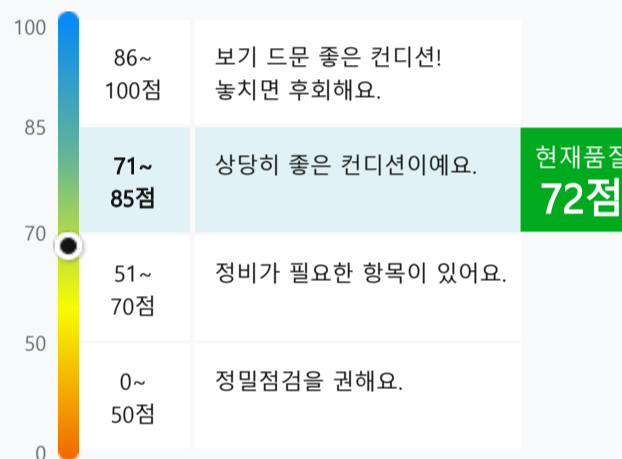 100
86~
100점
보기 드문 좋은 컨디션!
놓치면 후회해요.
85
71~
85점
상당히 좋은 컨디션이예요.
현재품질
72점
70
51~
70점
정비가 필요한 항목이 있어요.
50
0~
50점
정밀점검을 권해요.
0